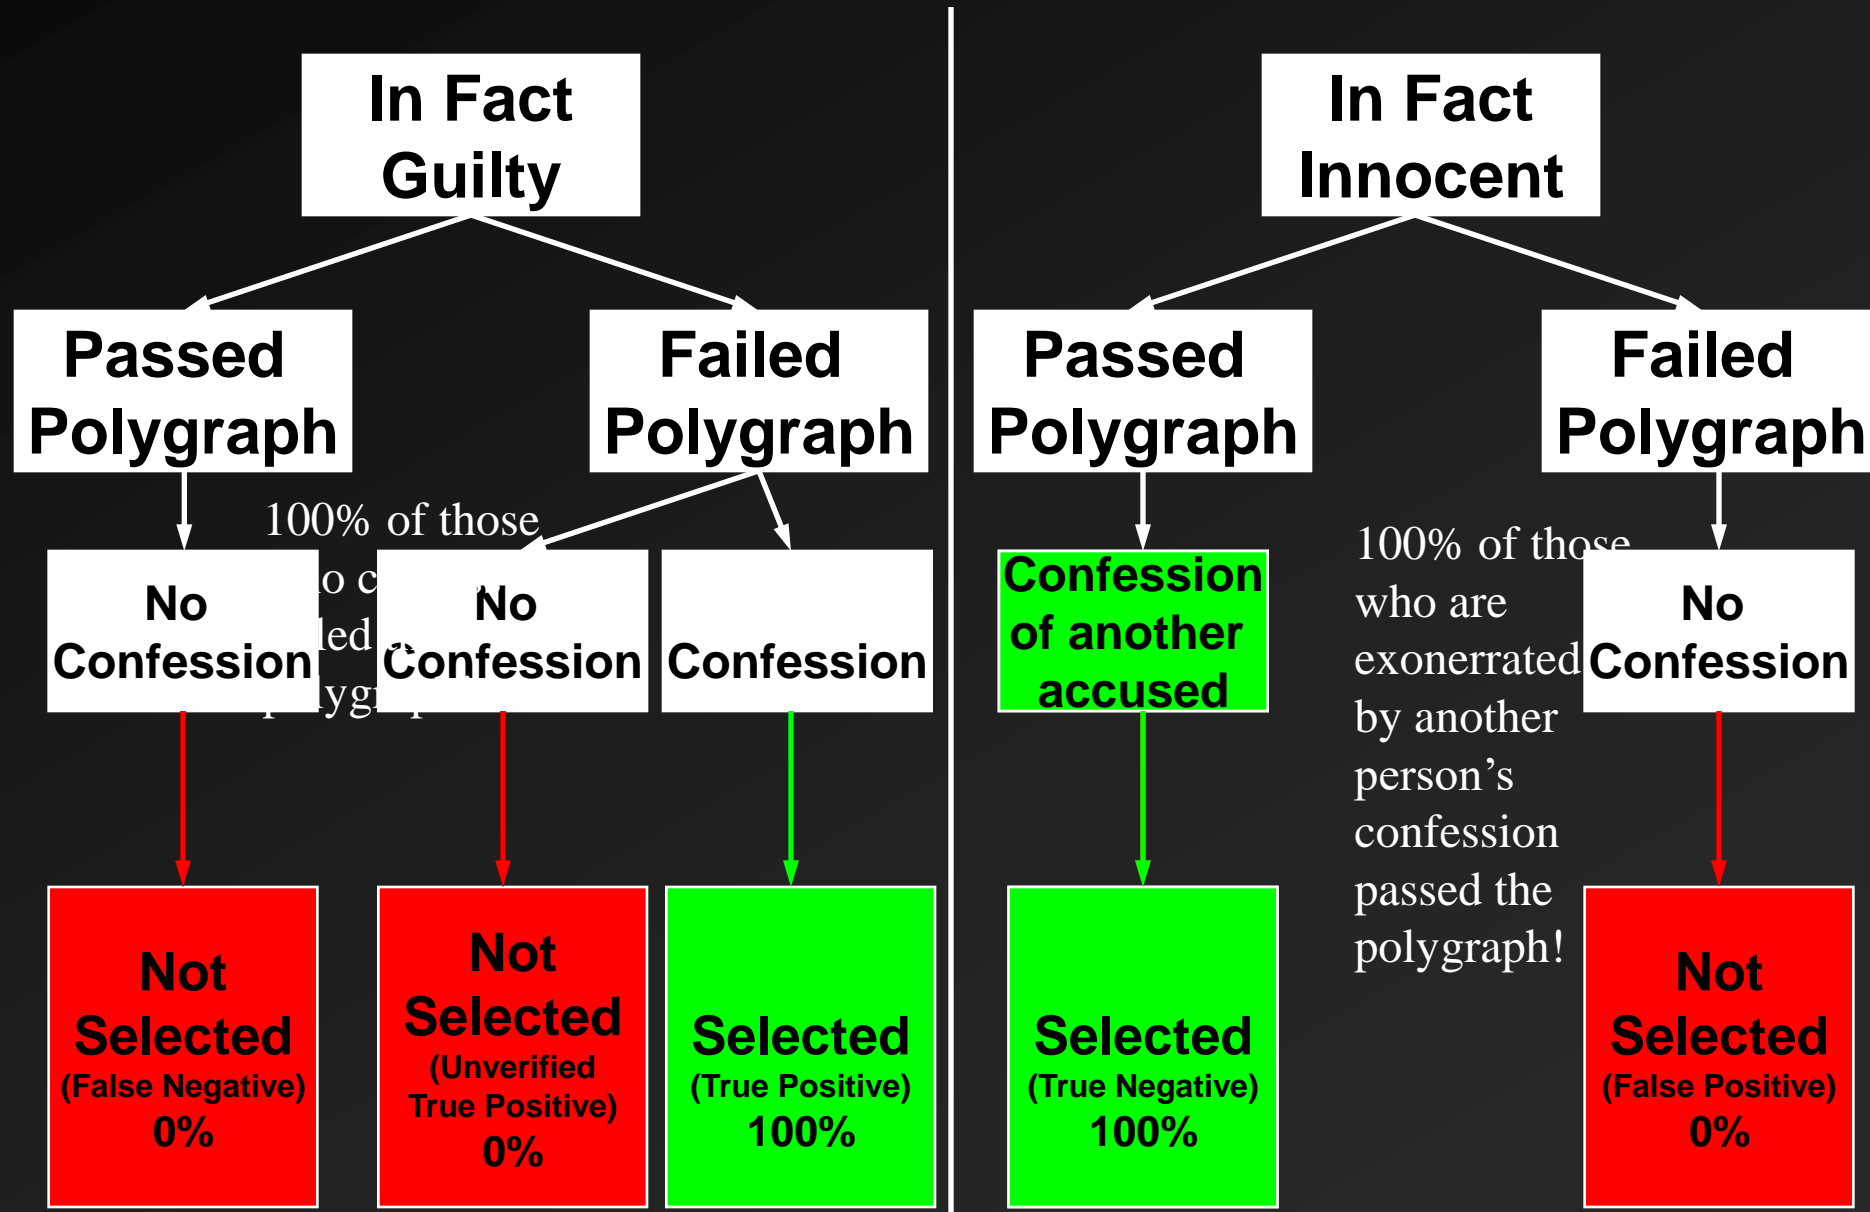 In Fact
Guilty
In Fact
Innocent
Passed
Polygraph
Failed
Polygraph
Passed
Polygraph
Failed
Polygraph
100% of those
No
Confession
No
Confession
Confession
Confession
of another
accused
100% of those
who are
exonerrated
by another
person’s
confession
passed the
polygraph!
No
Confession
Not
Selected
(False Negative)
0%
Not
Selected
(Unverified
True Positive)
0%
Selected
(True Positive)
100%
Selected
(True Negative)
100%
Not
Selected
(False Positive)
0%